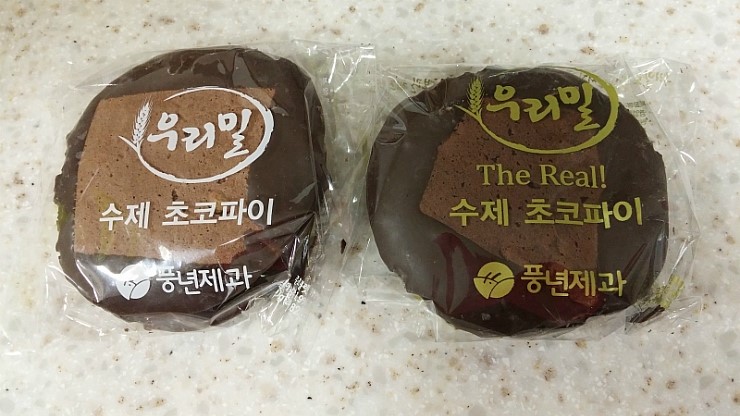 우리밀
수제 초코파이
풍년제과
우리밀
The Real!
수제 초코파이
풍년제과